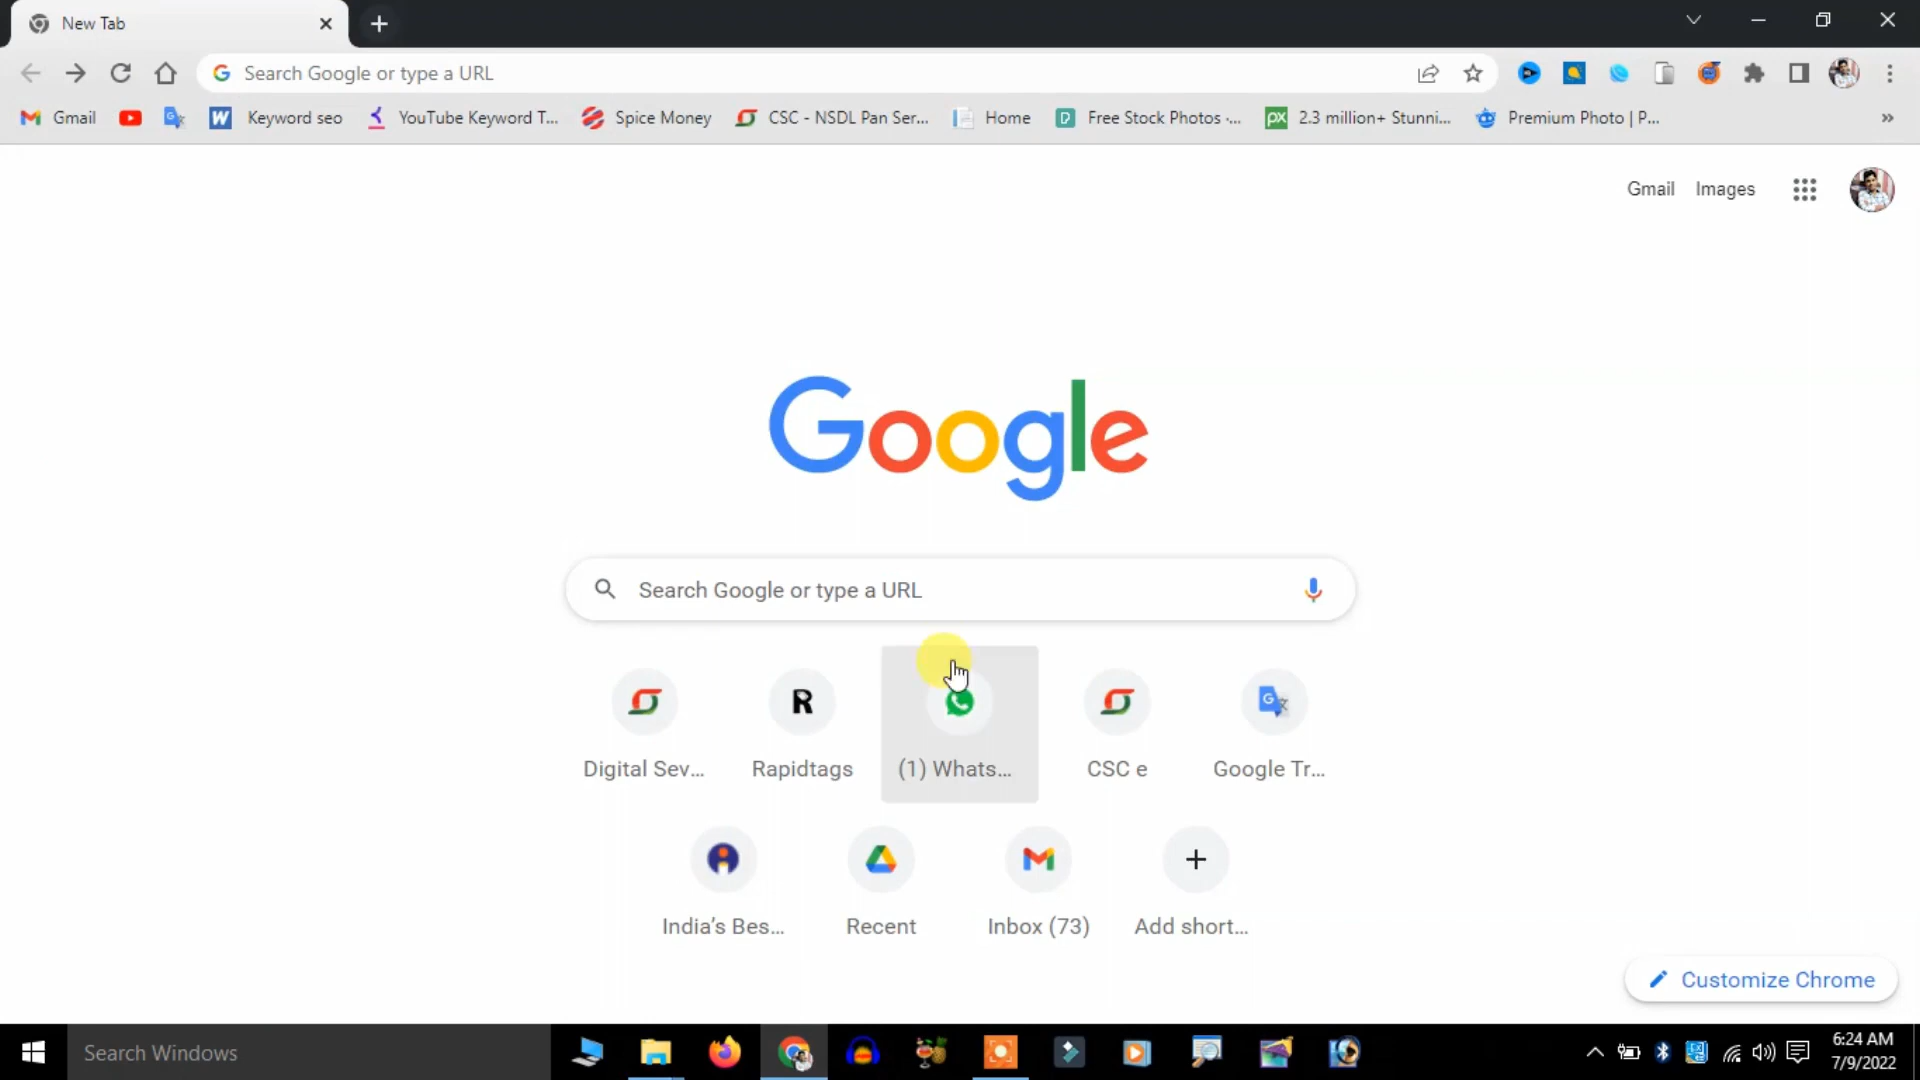 New Tab
Search Google or type a URL
Gmail Keyword seo YouTube Keyword T... Spice Money CSC - NSDL Pan Ser... Home Free Stock Photos -... 2.3 million+ Stunni... Premium Photo | P... »
Gmail Images
Google
Search Google or type a URL
Digital Sev... Rapidtags (1) Whats... CSC e Google Tr...
India's Bes... Recent Inbox (73) Add short...
Customize Chrome
Search Windows
6:24 AM
7/9/2022